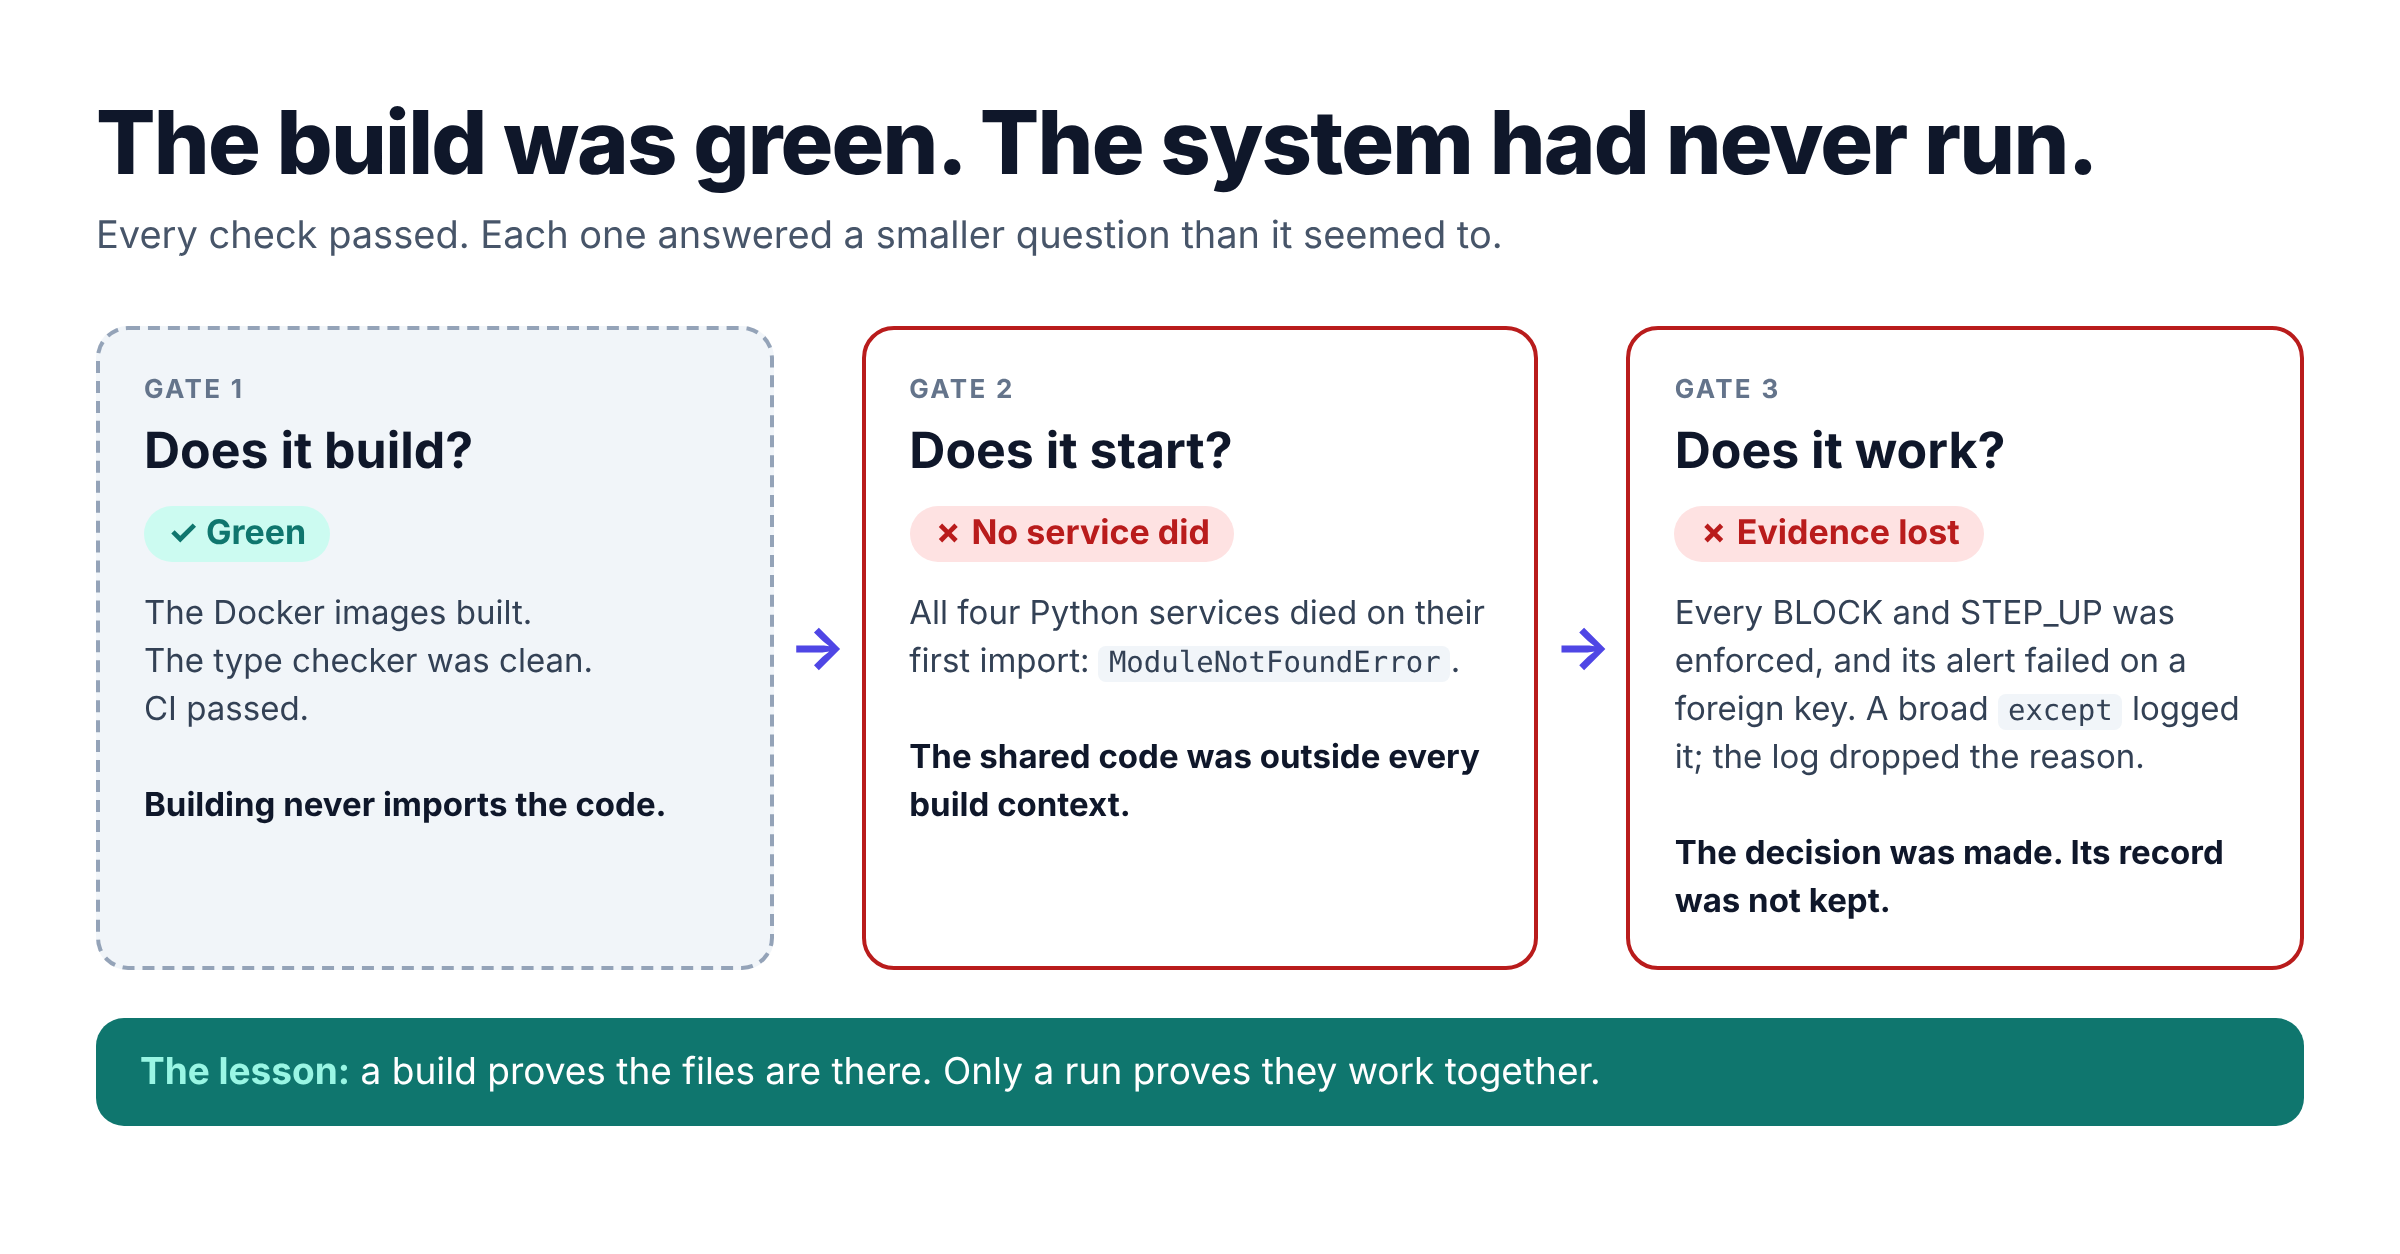 The build was green. The system had never run.
Every check passed. Each one answered a smaller question than it seemed to.
GATE 1
Does it build?
✓ Green
The Docker images built.
The type checker was clean.
CI passed.
Building never imports the code.
→
GATE 2
Does it start?
× No service did
All four Python services died on their
first import: ModuleNotFoundError.
The shared code was outside every
build context.
→
GATE 3
Does it work?
× Evidence lost
Every BLOCK and STEP_UP was
enforced, and its alert failed on a
foreign key. A broad except logged
it; the log dropped the reason.
The decision was made. Its record
was not kept.
The lesson: a build proves the files are there. Only a run proves they work together.